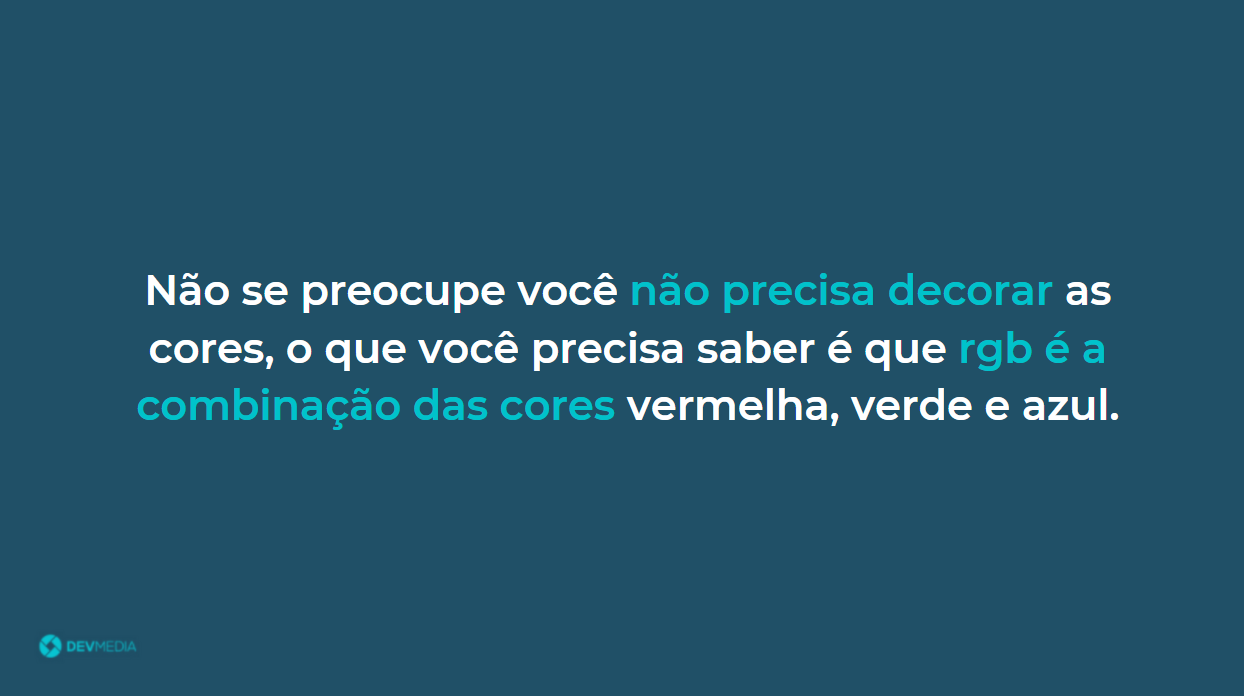 Não se preocupe você não precisa decorar as
cores, o que você precisa saber é que rgb é a
combinação das cores vermelha, verde e azul.
DEVMEDIA